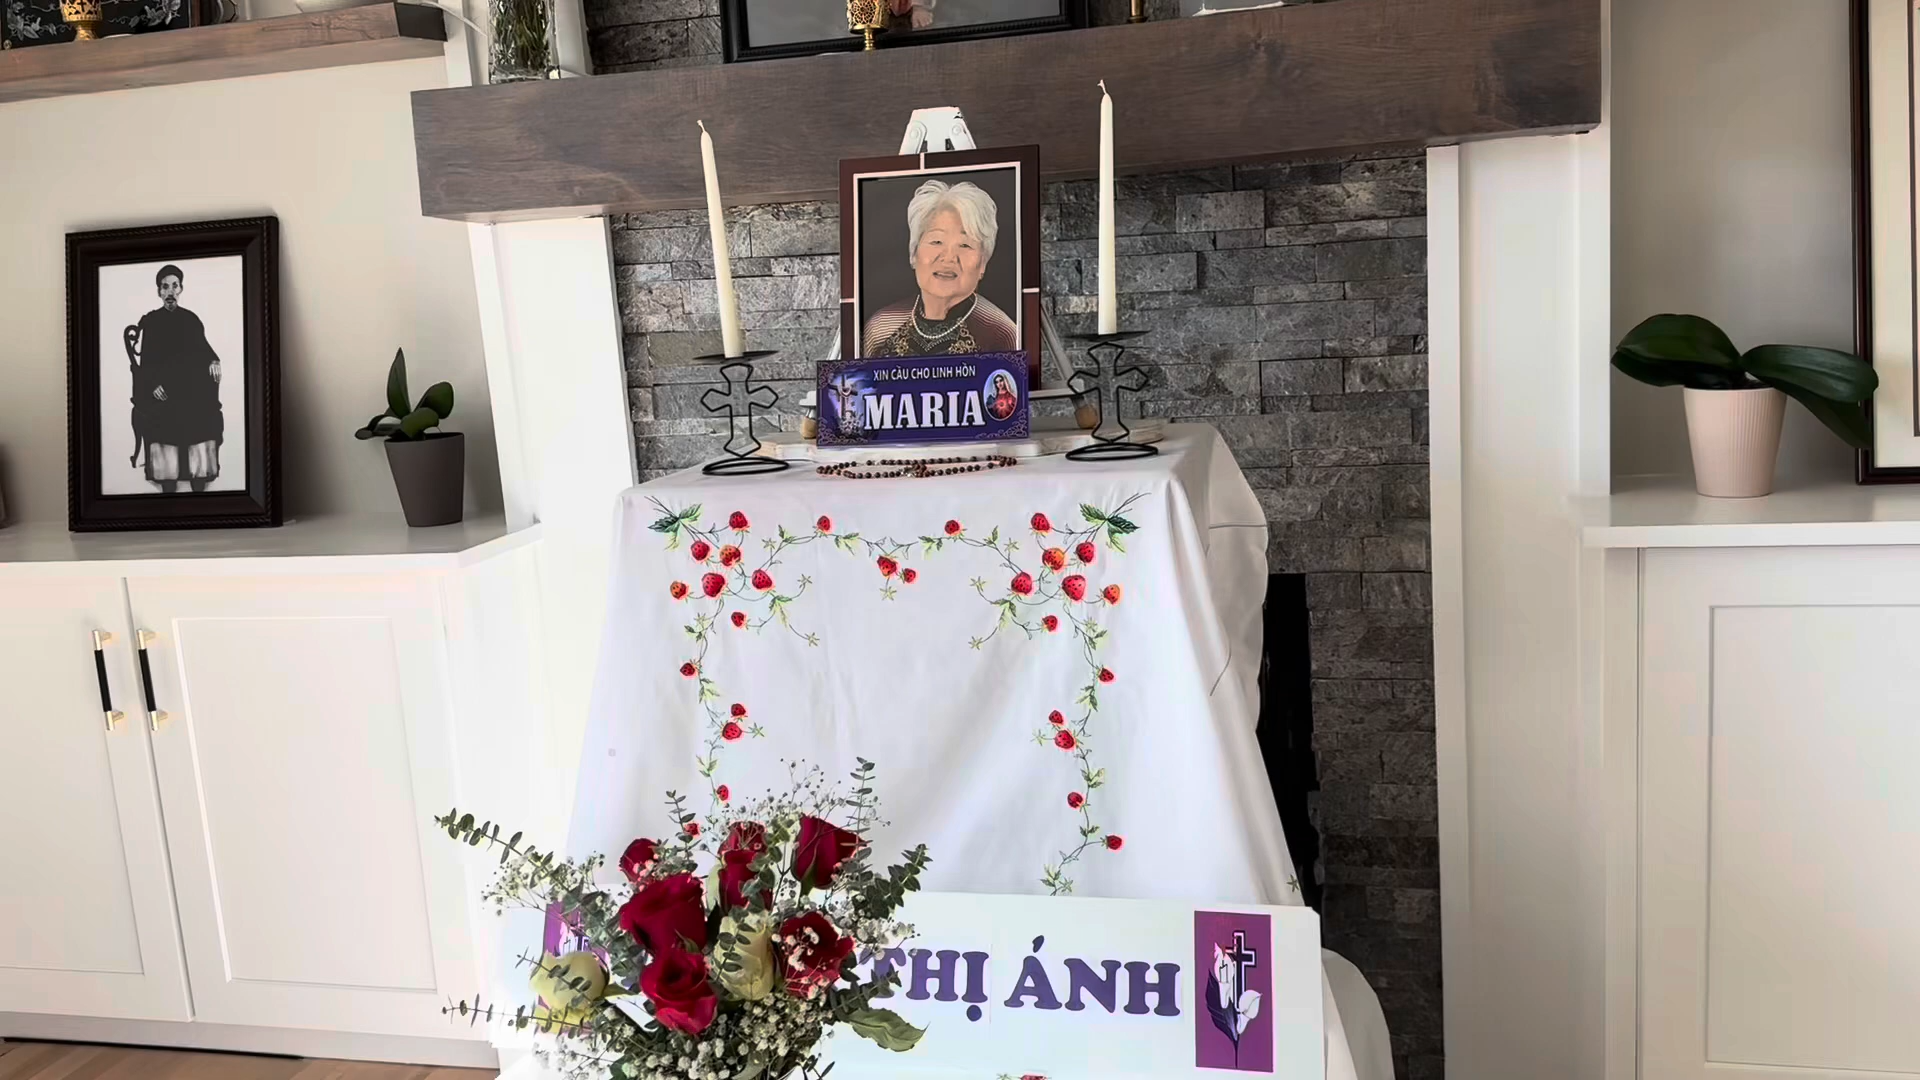 XIN CẦU CHO LINH HỒN
MARIA
THỊ ÁNH